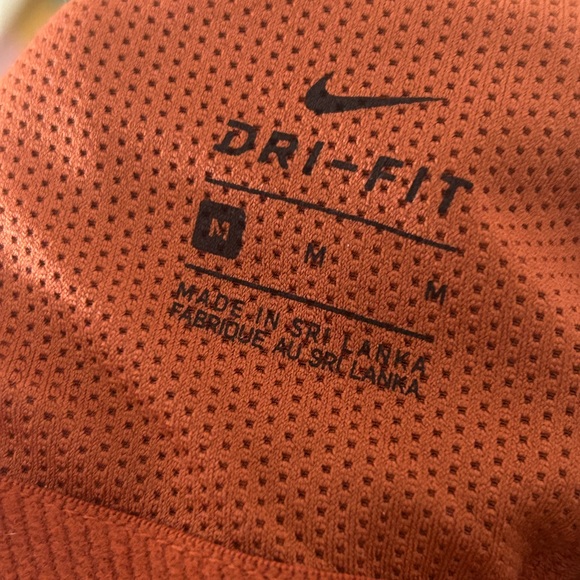 DRI-FIT
M M M
MADE IN SRI LANKA
FABRIQUE AU SRI LANKA